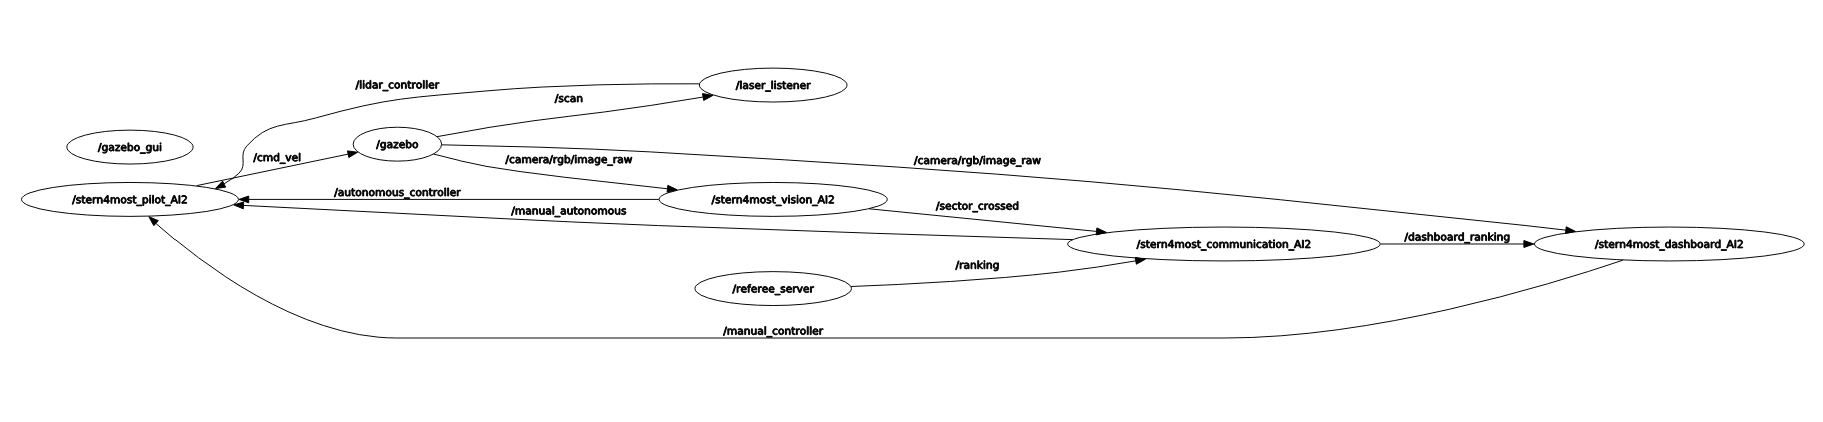 /lidar_controller
/laser_listener
/scan
/gazebo_gui
/gazebo
/cmd_vel
/camera/rgb/image_raw
/camera/rgb/image_raw
/stern4most_pilot_AI2
/autonomous_controller
/stern4most_vision_AI2
/manual_autonomous
/sector_crossed
/stern4most_communication_AI2
/dashboard_ranking
/stern4most_dashboard_AI2
/ranking
/referee_server
/manual_controller